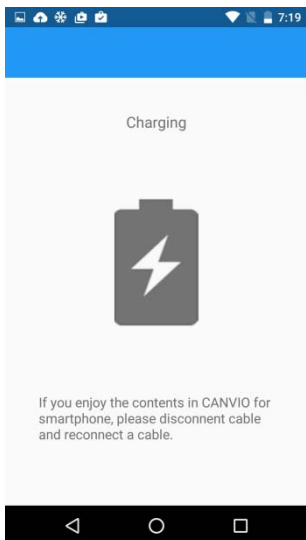 7:19
Charging
If you enjoy the contents in CANVIO for
smartphone, please disconnent cable
and reconnect a cable.